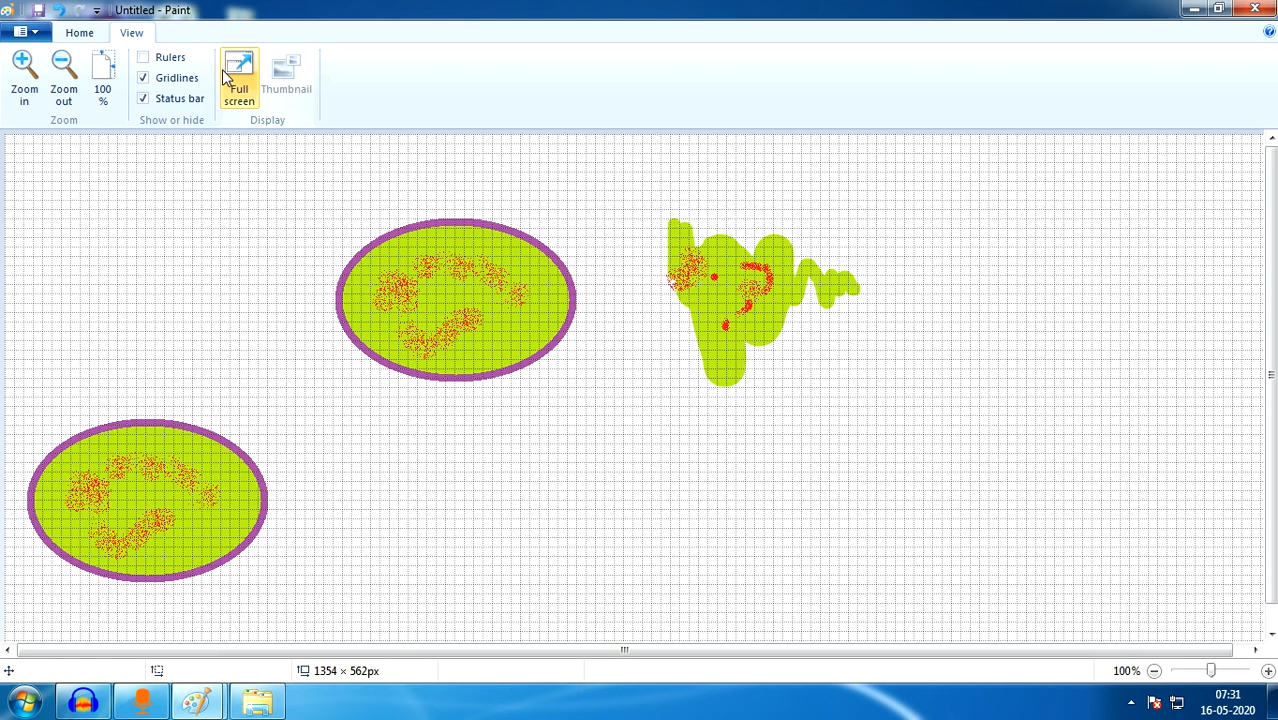 Untitled - Paint
Home View
Zoom in
Zoom out
100 %
Zoom
Rulers
Gridlines
Status bar
Show or hide
Full screen
Thumbnail
Display
1354 × 562px
100%
07:31
16-05-2020